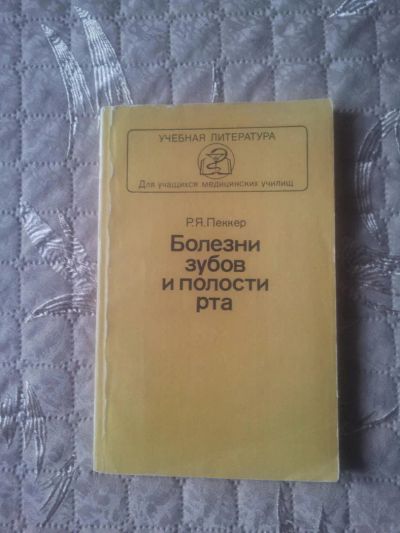 УЧЕБНАЯ ЛИТЕРАТУРА
Для учащихся медицинских училищ
Р.Я.Пеккер
Болезни
зубов
и полости
рта